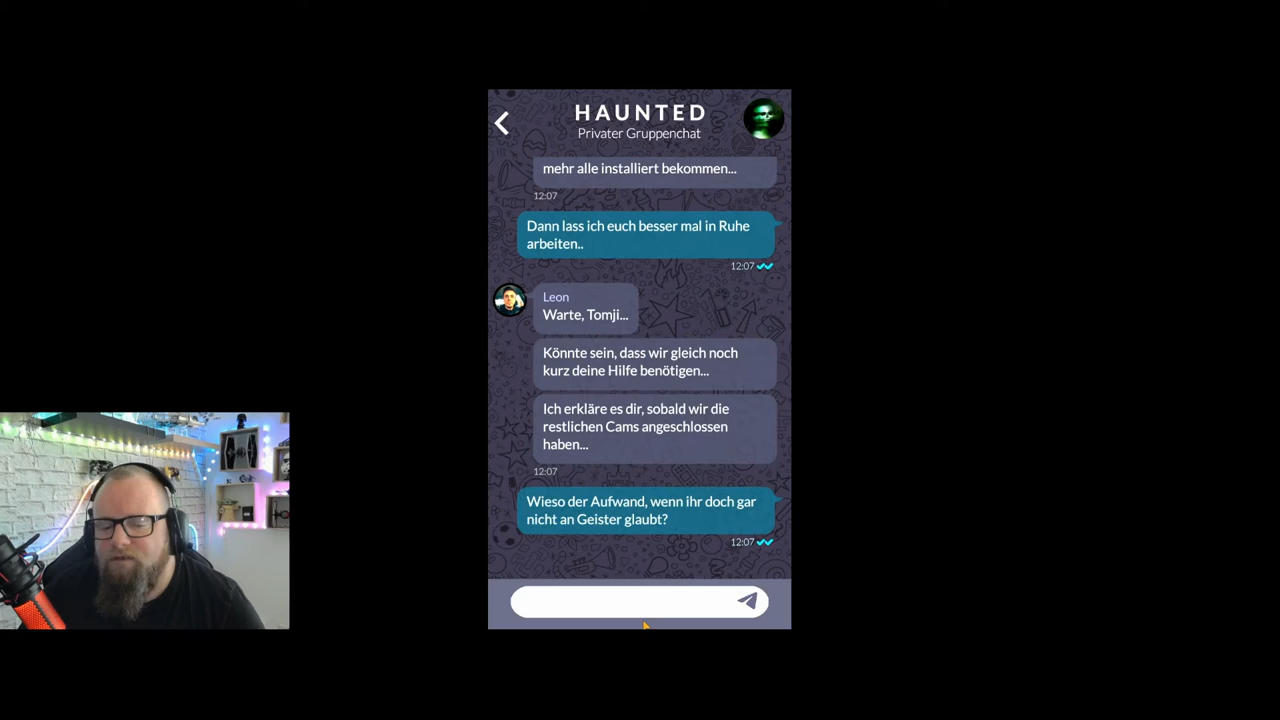 HAUNTED
Privater Gruppenchat
mehr alle installiert bekommen...
12:07
Dann lass ich euch besser mal in Ruhe
arbeiten..
12:07
Leon
Warte, Tomji...
Könnte sein, dass wir gleich noch
kurz deine Hilfe benötigen...
Ich erkläre es dir, sobald wir die
restlichen Cams angeschlossen
haben...
12:07
Wieso der Aufwand, wenn ihr doch gar
nicht an Geister glaubt?
12:07